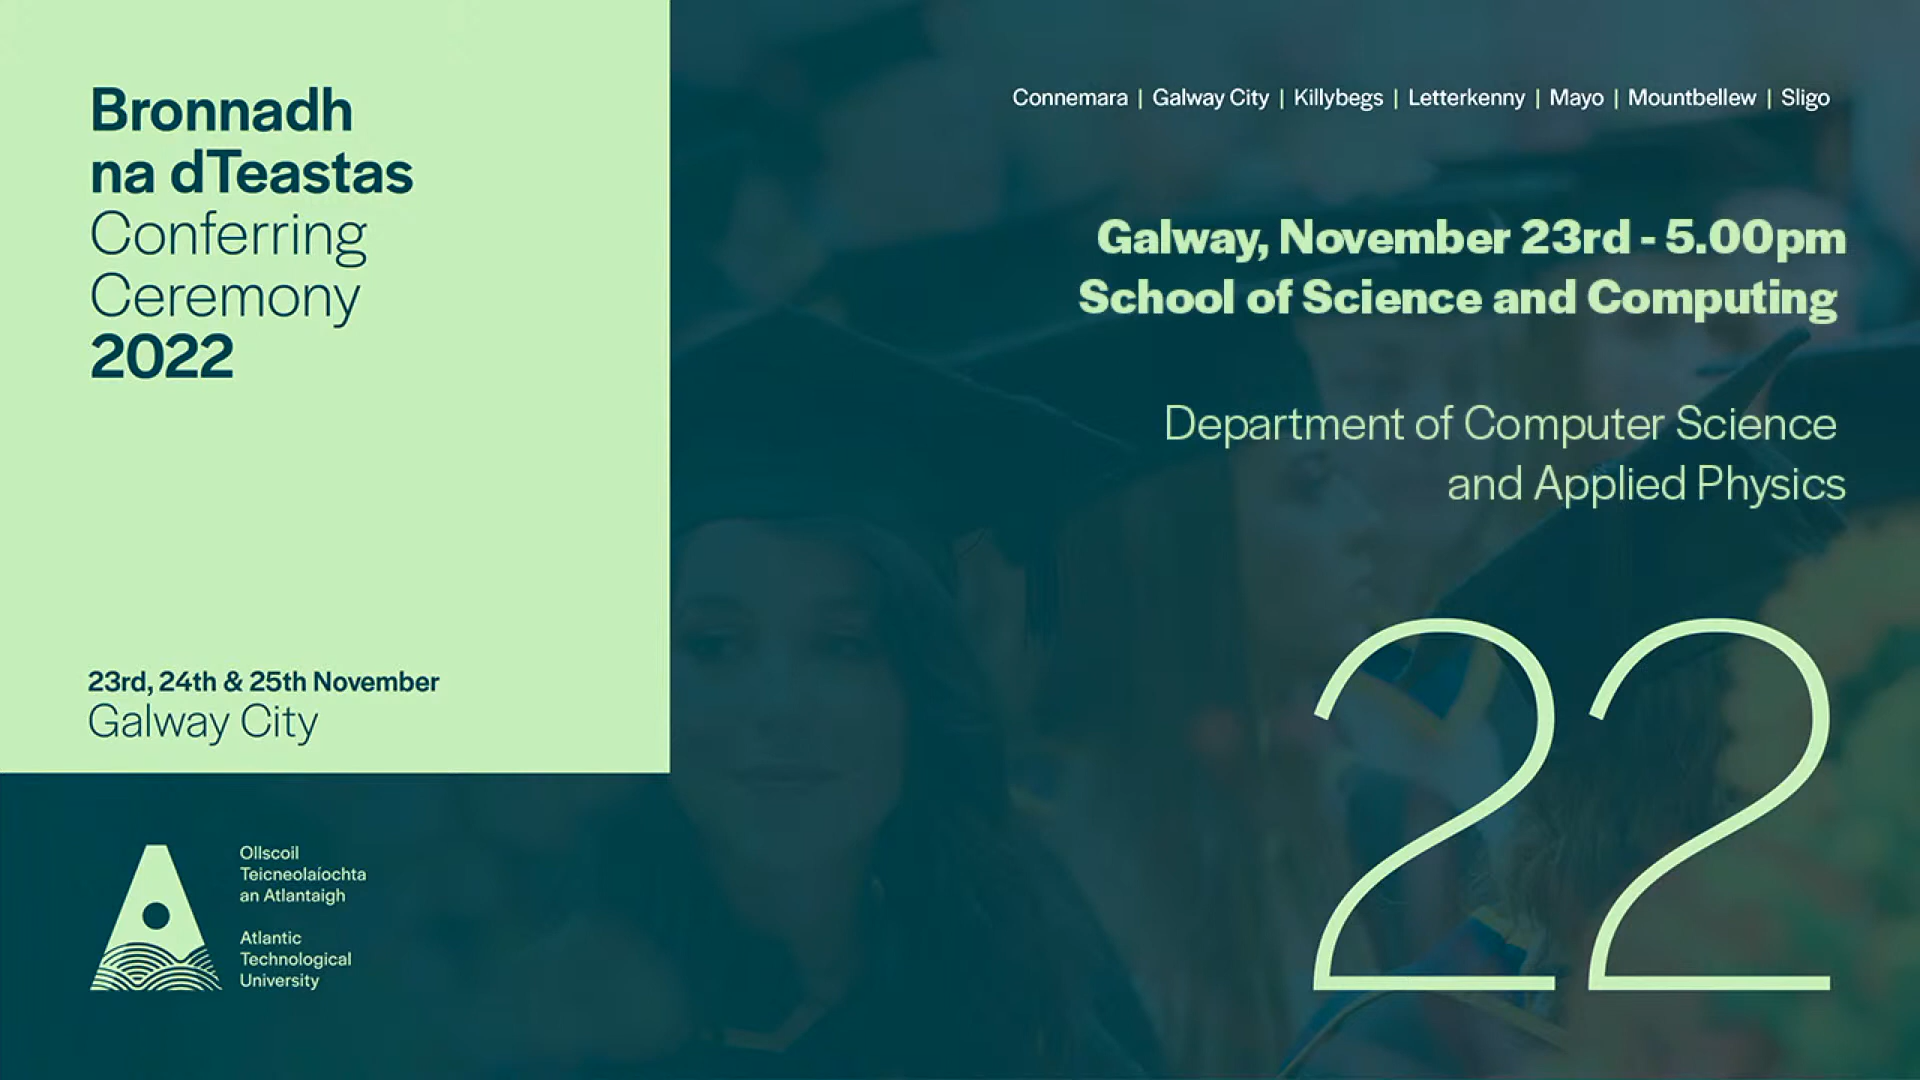 Bronnadh
na dTeastas
Conferring
Ceremony
2022
23rd, 24th & 25th November
Galway City
Ollscoil
Teicneolaíochta
an Atlantaigh
Atlantic
Technological
University
Connemara | Galway City | Killybegs | Letterkenny | Mayo | Mountbellew | Sligo
Galway, November 23rd - 5.00pm
School of Science and Computing
Department of Computer Science
and Applied Physics
22